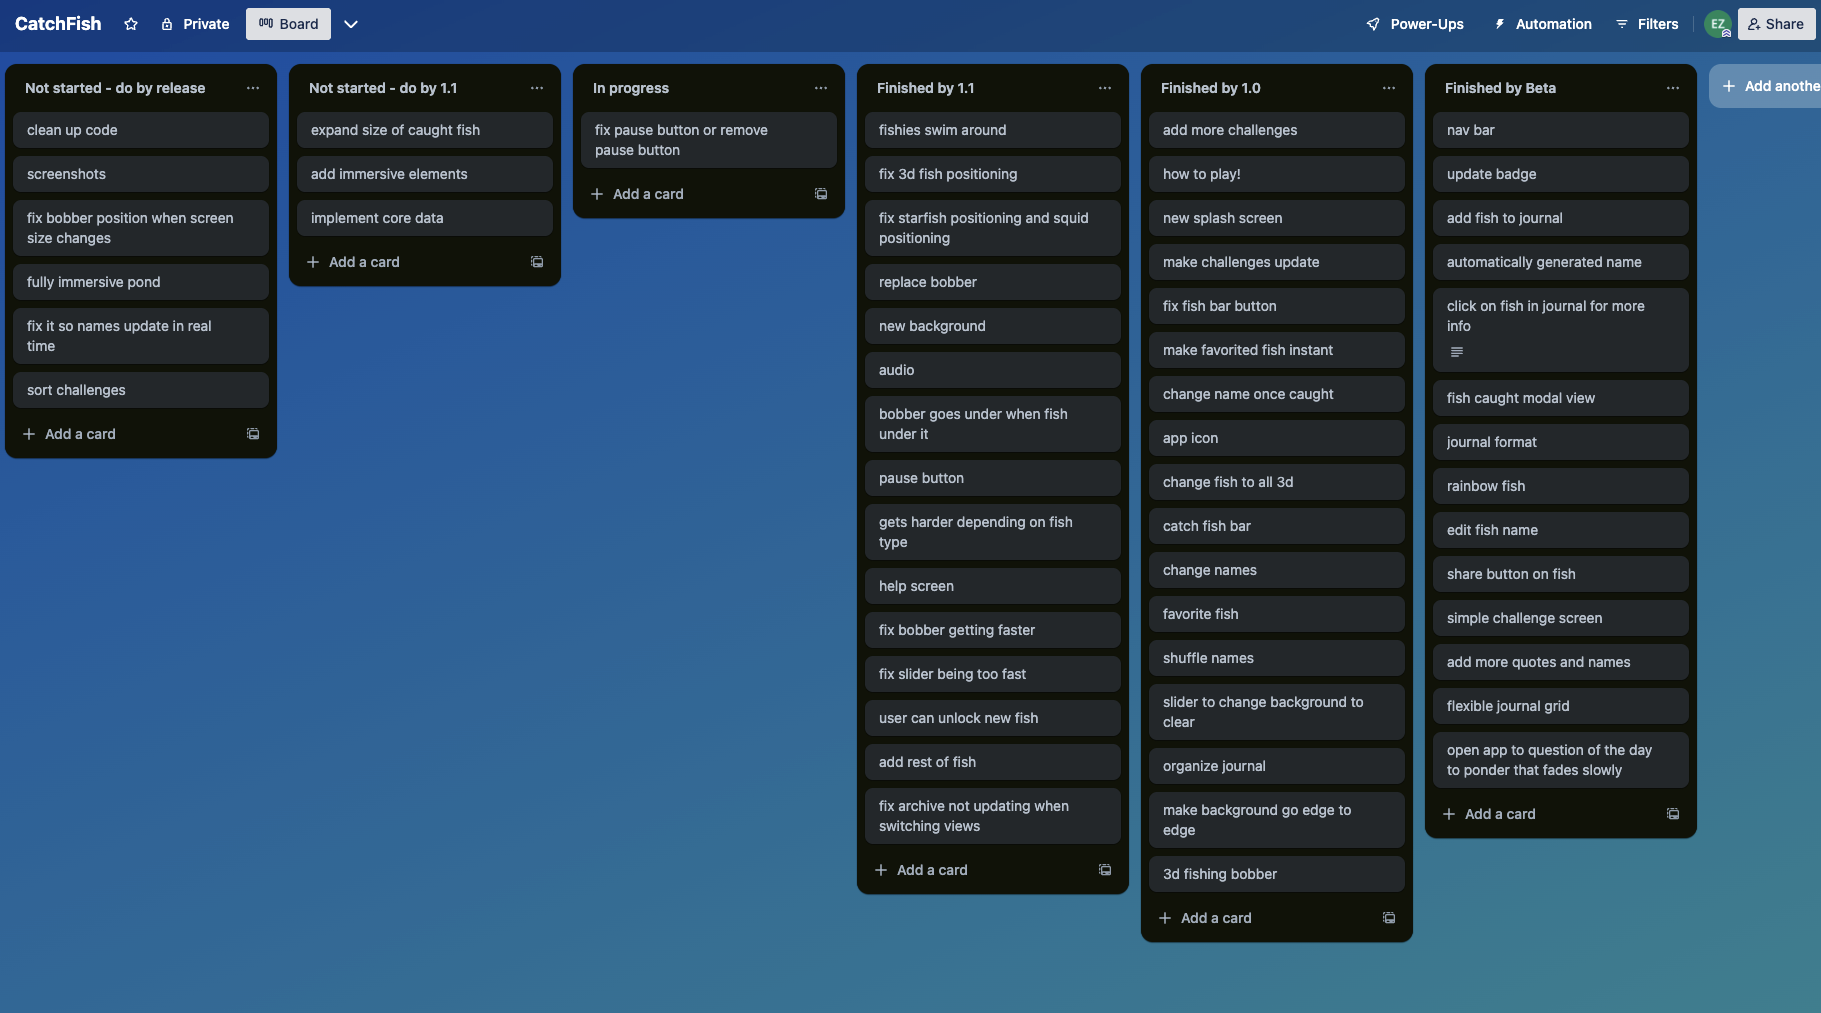 CatchFish
Private
Board
Power-Ups
Automation
Filters
EZ
Share
Not started - do by release
clean up code
screenshots
fix bobber position when screen
size changes
fully immersive pond
fix it so names update in real
time
sort challenges
Add a card
Not started - do by 1.1
expand size of caught fish
add immersive elements
implement core data
Add a card
In progress
fix pause button or remove
pause button
Add a card
Finished by 1.1
fishies swim around
fix 3d fish positioning
fix starfish positioning and squid
positioning
replace bobber
new background
audio
bobber goes under when fish
under it
pause button
gets harder depending on fish
type
help screen
fix bobber getting faster
fix slider being too fast
user can unlock new fish
add rest of fish
fix archive not updating when
switching views
Add a card
Finished by 1.0
add more challenges
how to play!
new splash screen
make challenges update
fix fish bar button
make favorited fish instant
change name once caught
app icon
change fish to all 3d
catch fish bar
change names
favorite fish
shuffle names
slider to change background to
clear
organize journal
make background go edge to
edge
3d fishing bobber
Add a card
Finished by Beta
nav bar
update badge
add fish to journal
automatically generated name
click on fish in journal for more
info
fish caught modal view
journal format
rainbow fish
edit fish name
share button on fish
simple challenge screen
add more quotes and names
flexible journal grid
open app to question of the day
to ponder that fades slowly
Add a card
Add anothe